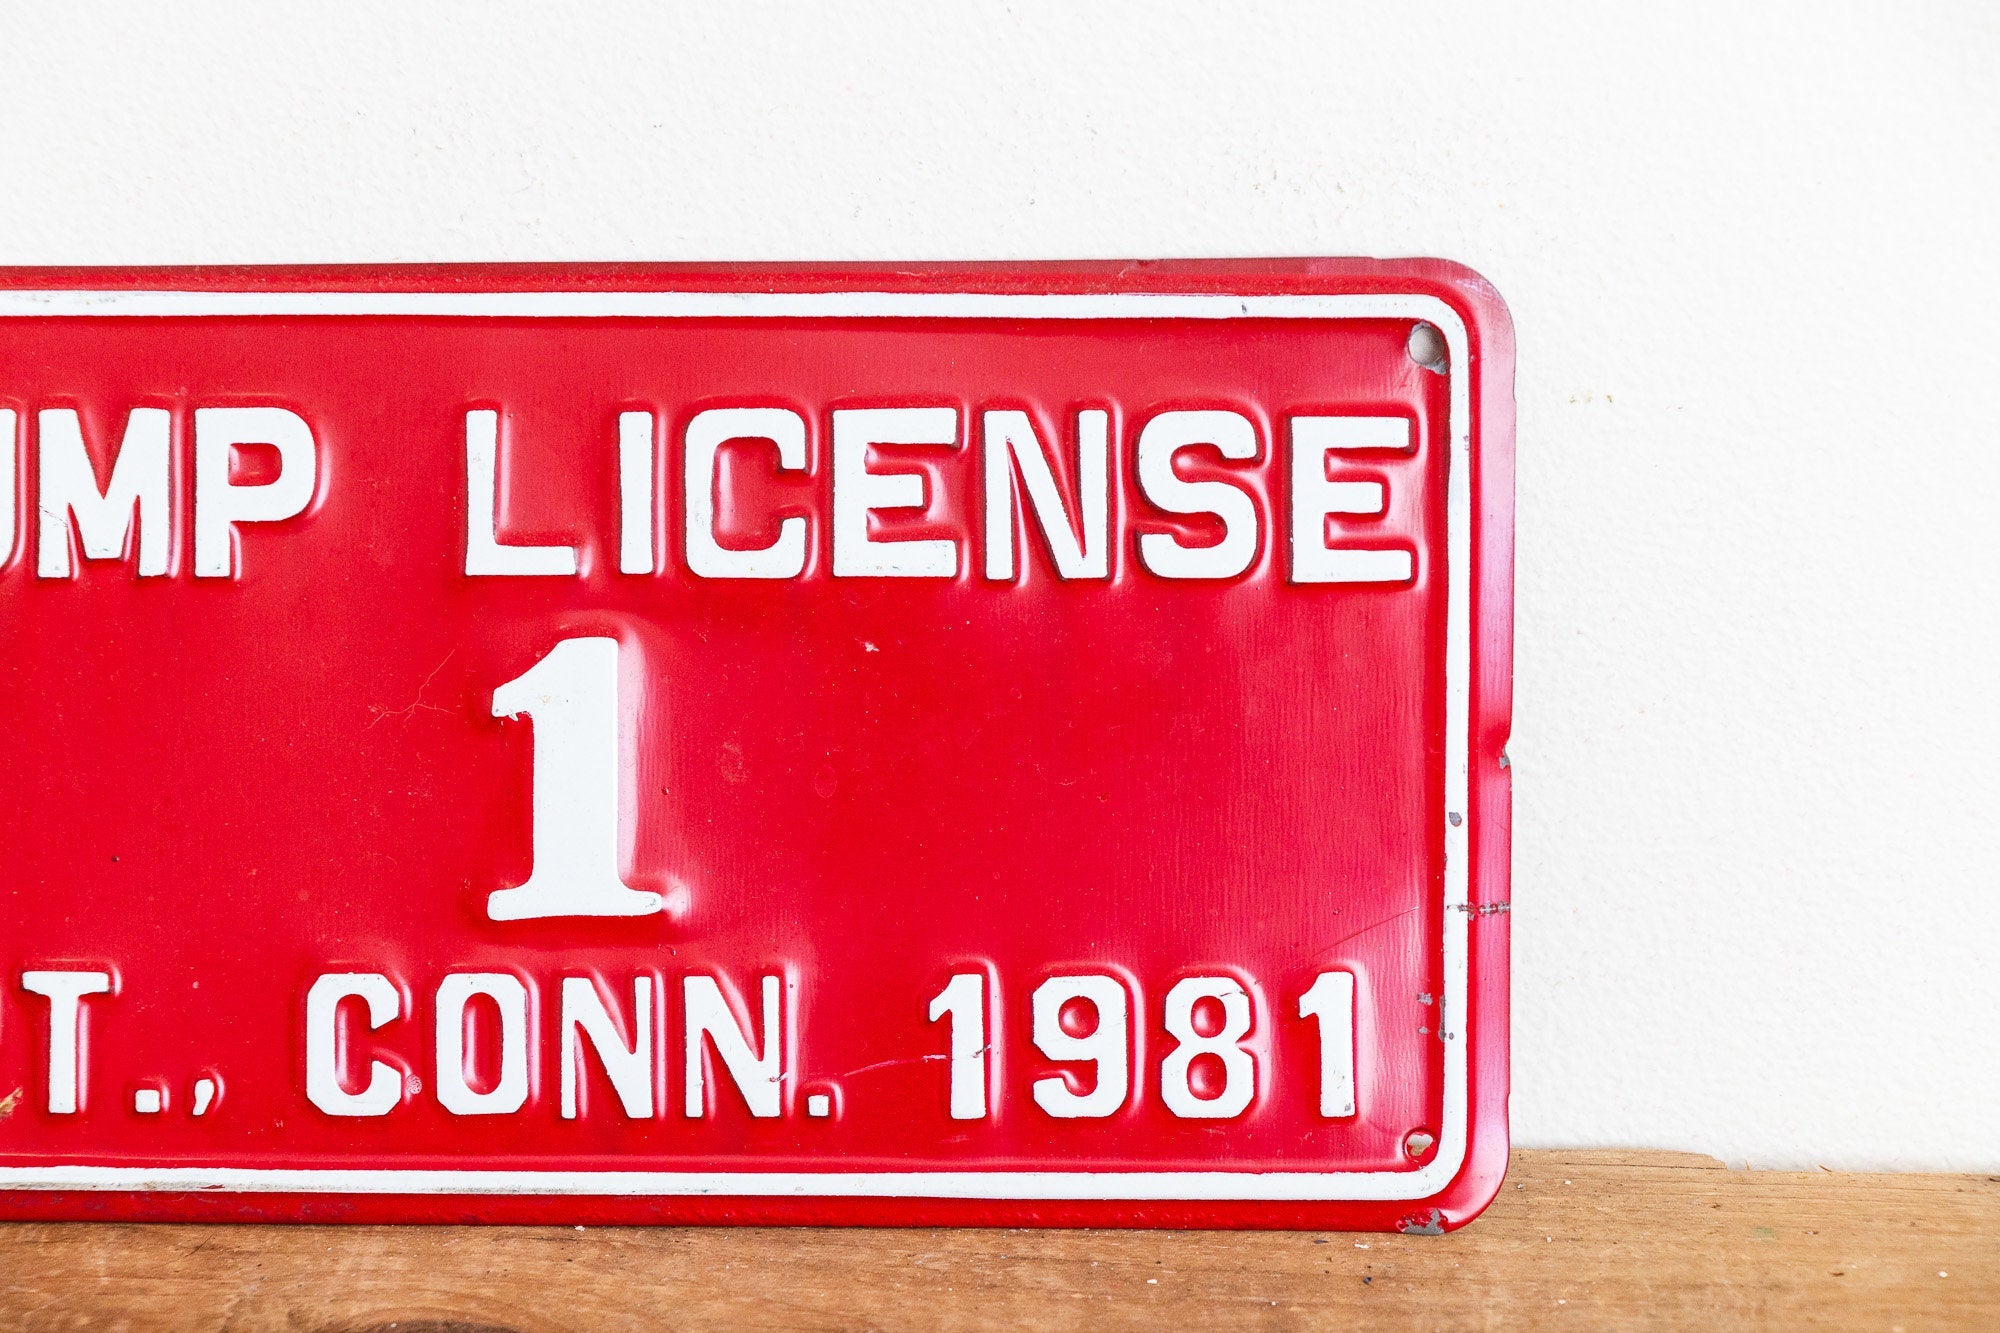 UMP LICENSE
1
T., CONN. 1981